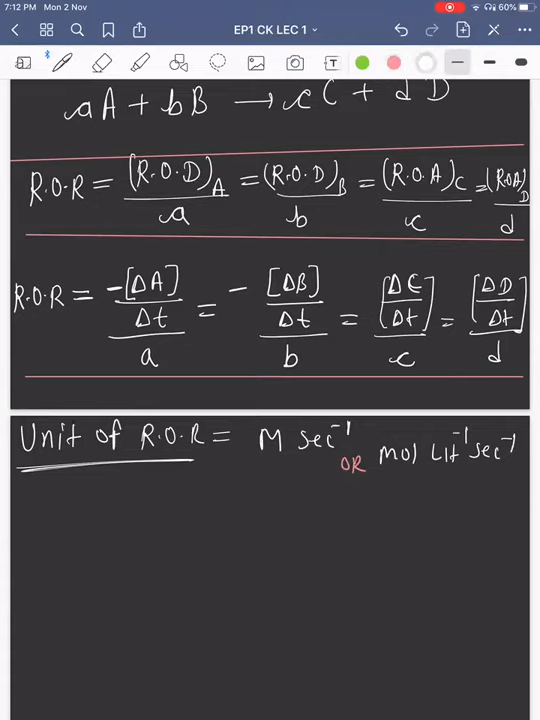 7:12 PM Mon 2 Nov
60%
EP1 CK LEC 1
aA + bB → cC + dD
R.O.R = (R.O.D)A/a = (R.O.D)B/b = (R.O.A)C/c = (R.O.A)D/d
R.O.R = -[ΔA]/Δt/a = - [ΔB]/Δt/b = [ΔC/Δt]/c = [ΔD/Δt]/d
Unit of R.O.R = M sec⁻¹ OR mol Lit⁻¹ sec⁻¹